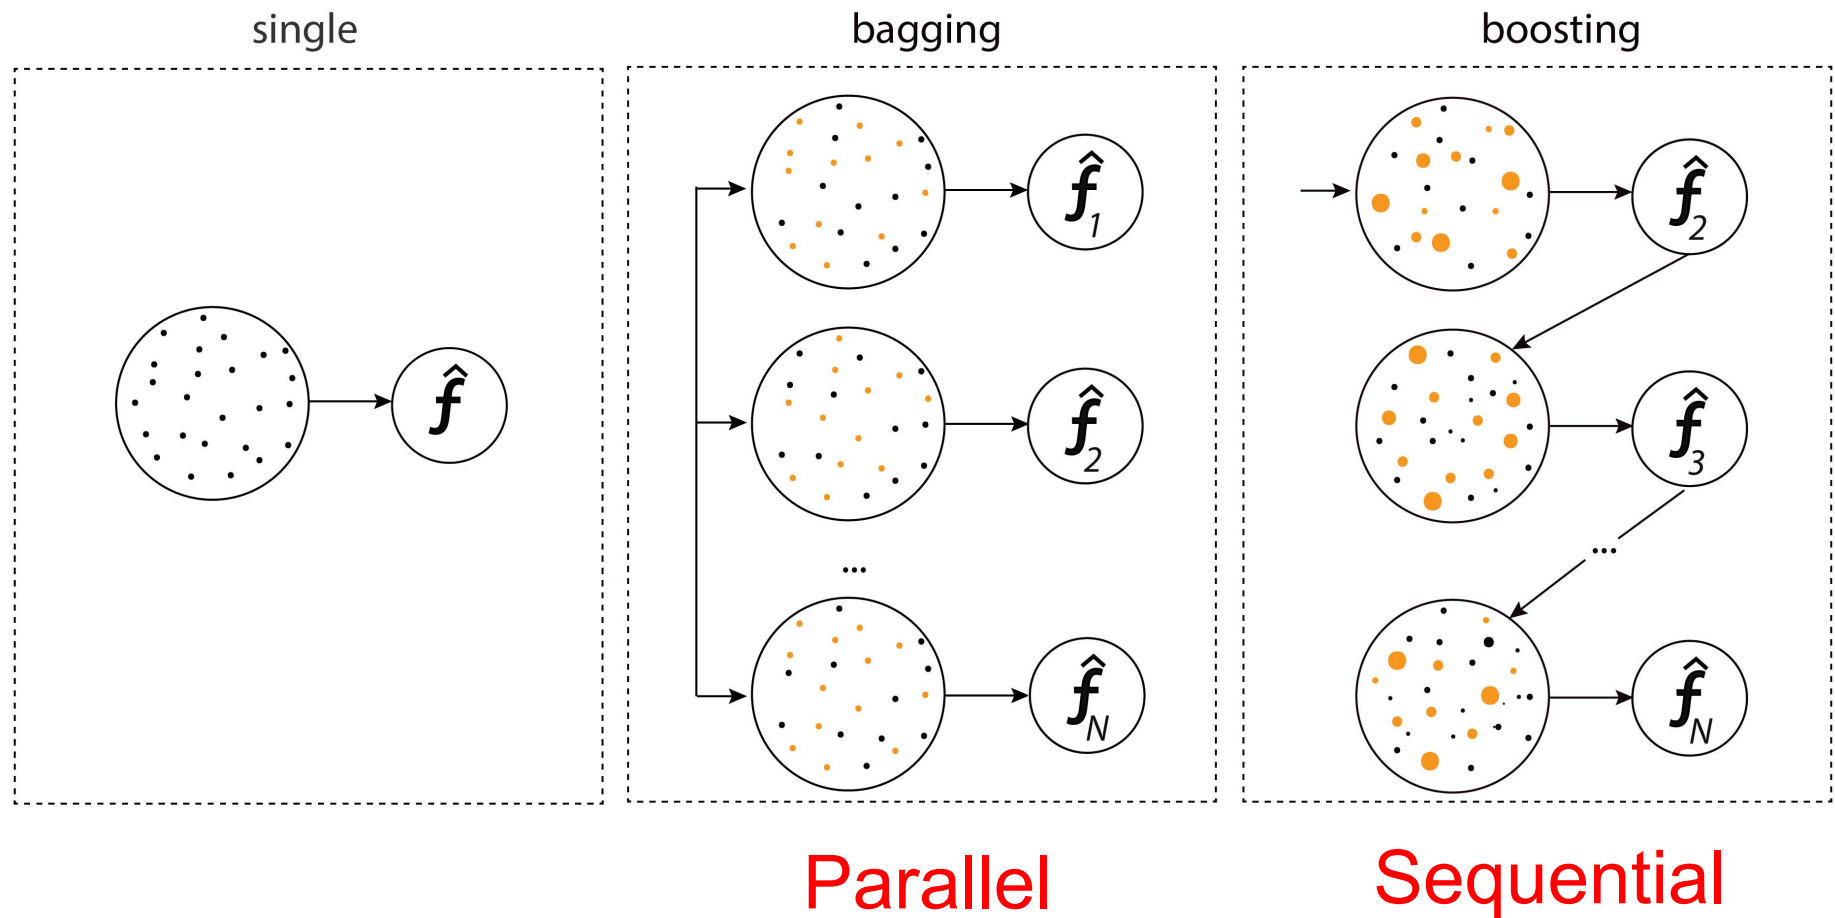 single
bagging
boosting
f̂
f̂1
f̂2
...
f̂N
f̂2
f̂3
...
f̂N
Parallel
Sequential